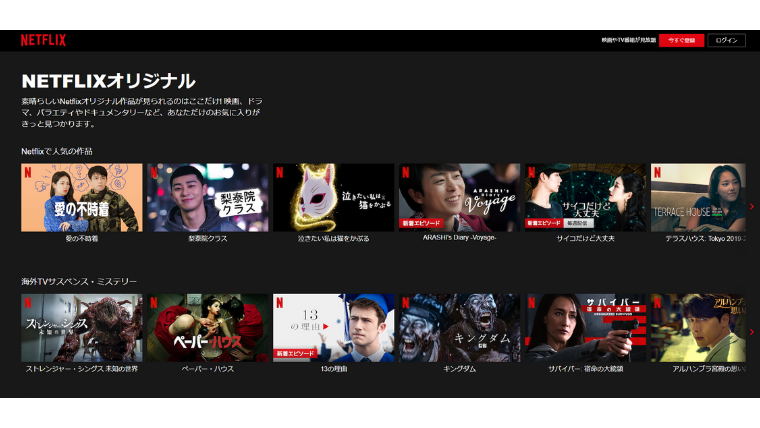 NETFLIX
映画やTV番組が見放題
今すぐ登録
ログイン
NETFLIXオリジナル
素晴らしいNetflixオリジナル作品が見られるのはここだけ! 映画、ドラ
マ、バラエティやドキュメンタリーなど、あなただけのお気に入りが
きっと見つかります。
Netflixで人気の作品
N
愛の不時着
愛の不時着
N
梨泰院
クラス
梨泰院クラス
N
泣きたい私は
猫をかぶる
泣きたい私は猫をかぶる
N
ARASHI's
Diary
Voyage
新着エピソード
ARASHI's Diary -Voyage-
N
サイコだけど
大丈夫
新着エピソード
毎週配信
サイコだけど大丈夫
N
TERRACE HOUSE
テラスハウス: Tokyo 2019-2
海外TVサスペンス・ミステリー
N
ストレンジャー・シングス
未知の世界
ストレンジャー・シングス 未知の世界
N
ペーパー・ハウス
ペーパー・ハウス
N
13
の理由
新着エピソード
13の理由
N
キングダム
キングダム
N
サバイバー
宿命の大統領
DESIGNATED SURVIVOR
サバイバー: 宿命の大統領
N
アルハンブ
思い
アルハンブラ宮殿の思い